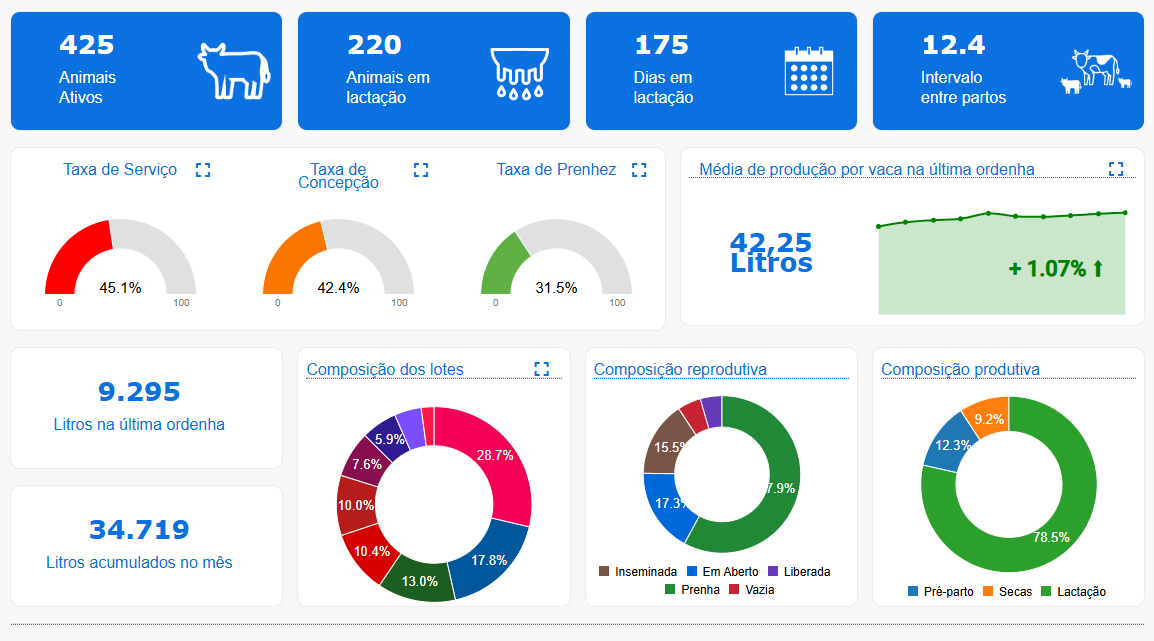 425
Animais
Ativos
220
Animais em
lactação
175
Dias em
lactação
12.4
Intervalo
entre partos
Taxa de Serviço
45.1%
0
100
Taxa de
Concepção
42.4%
0
100
Taxa de Prenhez
31.5%
0
100
Média de produção por vaca na última ordenha
42,25
Litros
+ 1.07%
9.295
Litros na última ordenha
34.719
Litros acumulados no mês
Composição dos lotes
28.7%
17.8%
13.0%
10.4%
10.0%
7.6%
5.9%
Composição reprodutiva
7.9%
17.3
15.5%
Inseminada Em Aberto Liberada
Prenha Vazia
Composição produtiva
9.2%
12.3%
78.5%
Pré-parto Secas Lactação